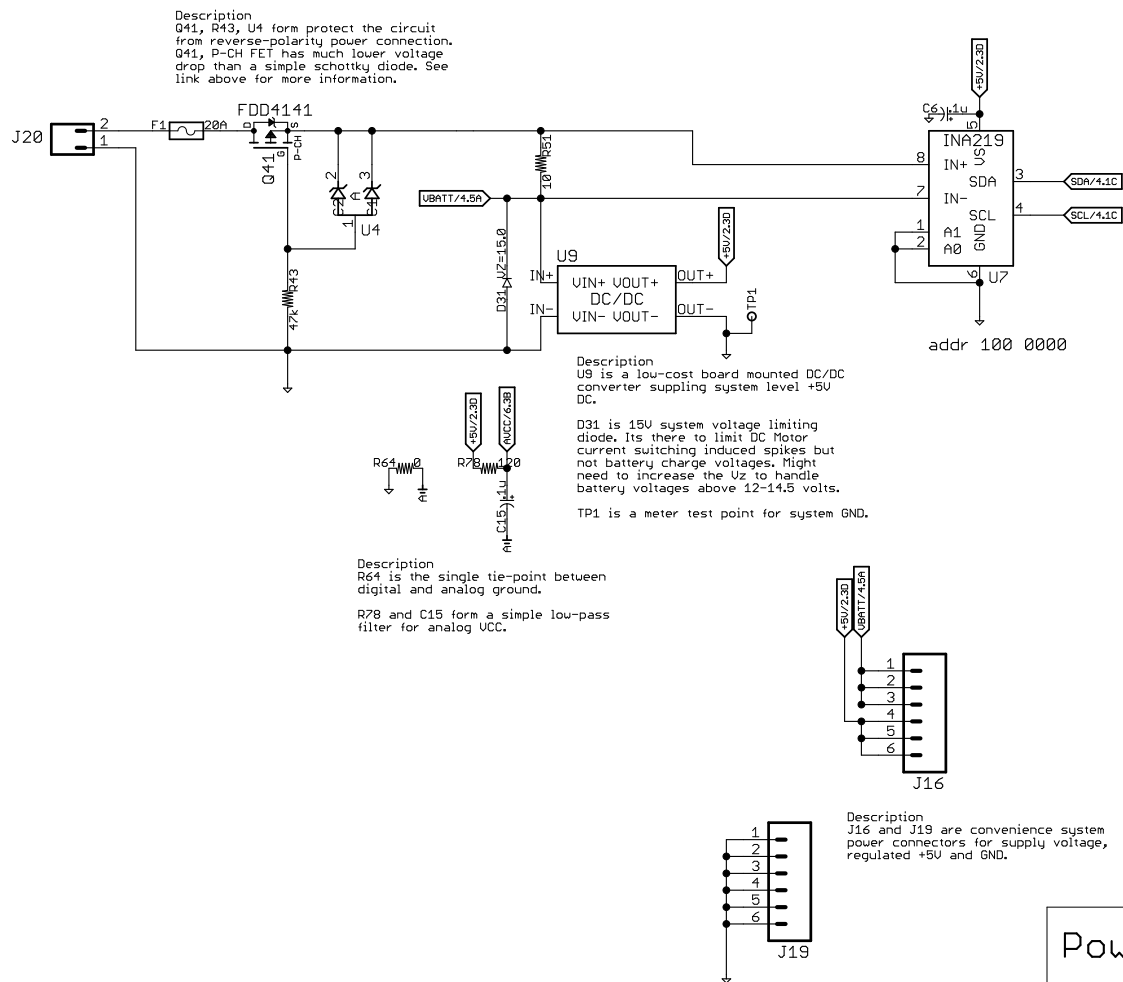 Description
Q41, R43, U4 form protect the circuit
from reverse-polarity power connection.
Q41, P-CH FET has much lower voltage
drop than a simple schottky diode. See
link above for more information.
+5V/2.3D
C6
.1u
FDD4141
J20
2
1
F1
20A
D
S
G
P-CH
Q41
R51
10
2
3
C2
A
C1
1
U4
VBATT/4.5A
INA219
5
VS
8
IN+
7
IN-
SDA
3
SDA/4.1C
SCL
4
SCL/4.1C
1
A1
2
A0
GND
6
U7
addr 100 0000
R43
47k
D31 VZ=15.0
U9
IN+
IN-
VIN+ VOUT+
DC/DC
VIN- VOUT-
OUT+
OUT-
+5V/2.3D
TP1
Description
U9 is a low-cost board mounted DC/DC
converter suppling system level +5V
DC.
D31 is 15V system voltage limiting
diode. Its there to limit DC Motor
current switching induced spikes but
not battery charge voltages. Might
need to increase the Vz to handle
battery voltages above 12-14.5 volts.
TP1 is a meter test point for system GND.
+5V/2.3D
AVCC/6.3B
R64
0
R78
120
A
.1u
C15
A
Description
R64 is the single tie-point between
digital and analog ground.
R78 and C15 form a simple low-pass
filter for analog VCC.
+5V/2.3D
VBATT/4.5A
1
2
3
4
5
6
J16
Description
J16 and J19 are convenience system
power connectors for supply voltage,
regulated +5V and GND.
1
2
3
4
5
6
J19
Pow